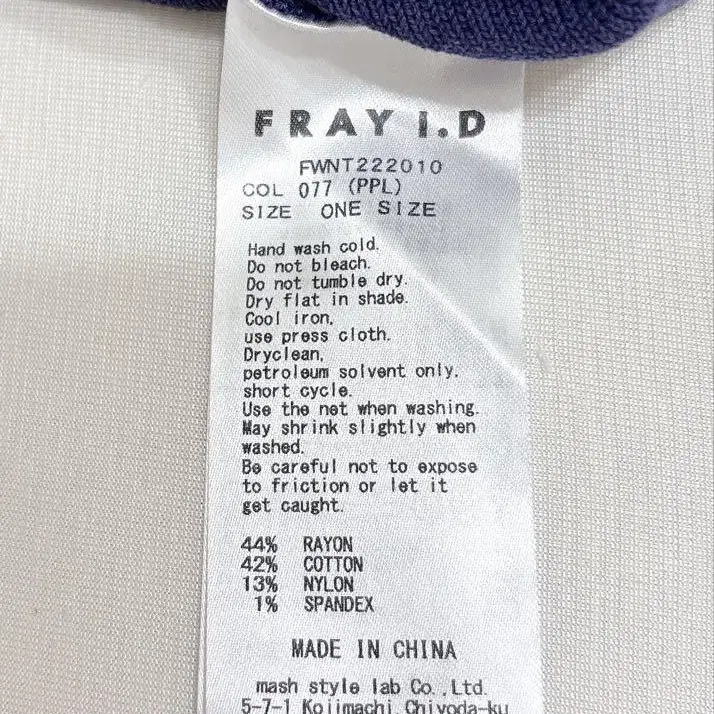 FRAY I.D
FWNT222010
COL 077 (PPL)
SIZE ONE SIZE
Hand wash cold.
Do not bleach.
Do not tumble dry.
Dry flat in shade.
Cool iron,
use press cloth.
Dryclean,
petroleum solvent only.
short cycle.
Use the net when washing.
May shrink slightly when
washed.
Be careful not to expose
to friction or let it
get caught.
44% RAYON
42% COTTON
13% NYLON
1% SPANDEX
MADE IN CHINA
mash style lab Co.,Ltd.
5-7-1 Kojimachi,Chiyoda-ku